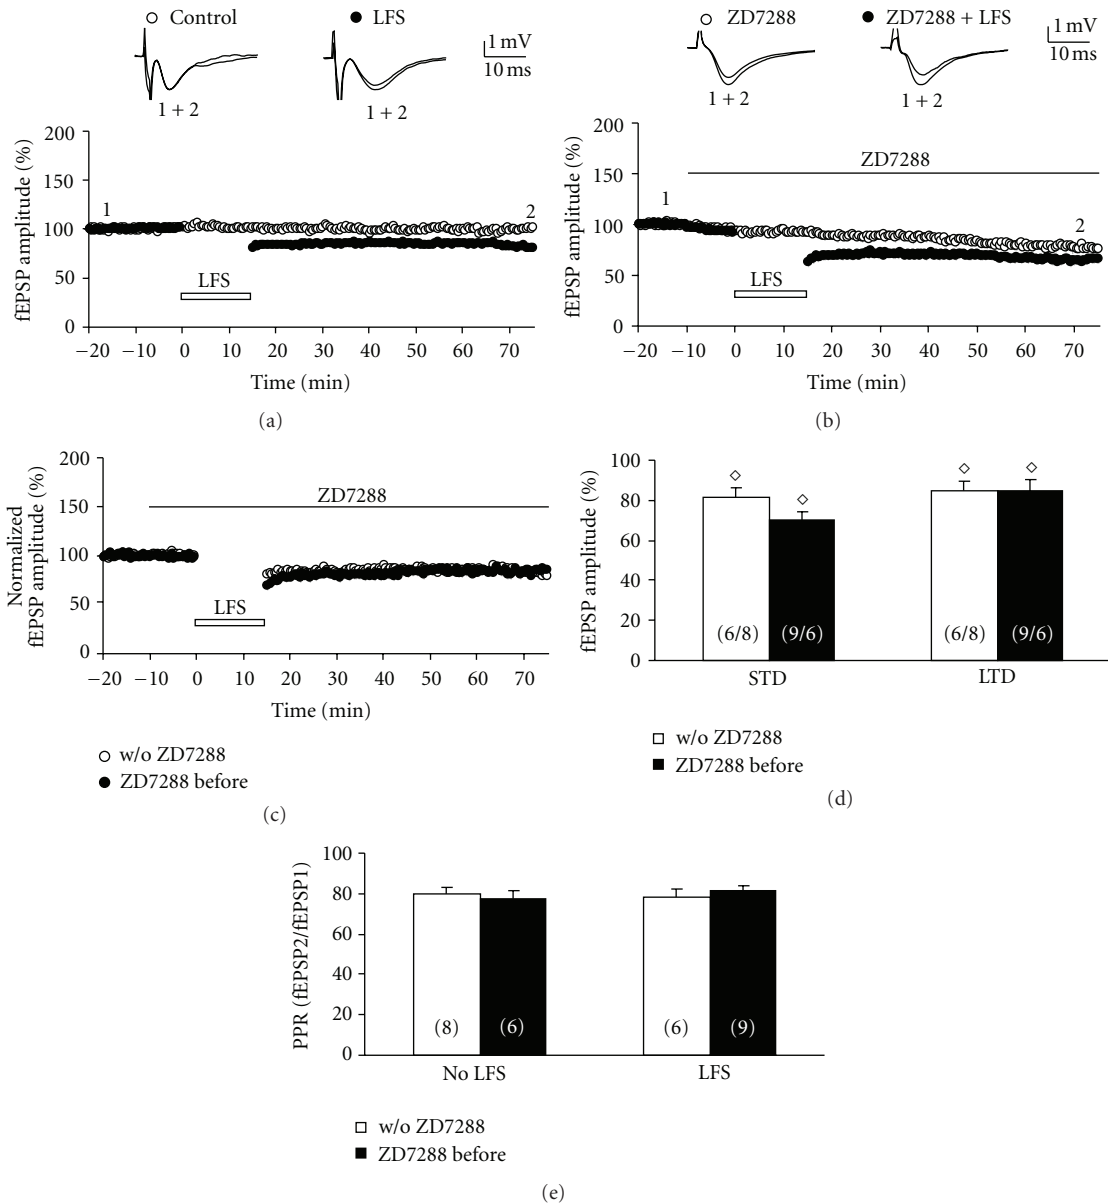 Control
LFS
1 mV
10 ms
1 + 2
1 + 2
200
150
100
50
0
fEPSP amplitude (%)
1
2
LFS
−20 −10 0 10 20 30 40 50 60 70
Time (min)
(a)
ZD7288
ZD7288 + LFS
1 mV
10 ms
1 + 2
1 + 2
200
150
100
50
0
fEPSP amplitude (%)
ZD7288
1
2
LFS
−20 −10 0 10 20 30 40 50 60 70
Time (min)
(b)
200
150
100
50
0
Normalized
fEPSP amplitude (%)
ZD7288
LFS
−20 −10 0 10 20 30 40 50 60 70
Time (min)
w/o ZD7288
ZD7288 before
(c)
100
80
60
40
20
0
fEPSP amplitude (%)
(6/8) (9/6) (6/8) (9/6)
STD LTD
w/o ZD7288
ZD7288 before
(d)
100
80
60
40
20
0
PPR (fEPSP2/fEPSP1)
(8) (6) (6) (9)
No LFS LFS
w/o ZD7288
ZD7288 before
(e)